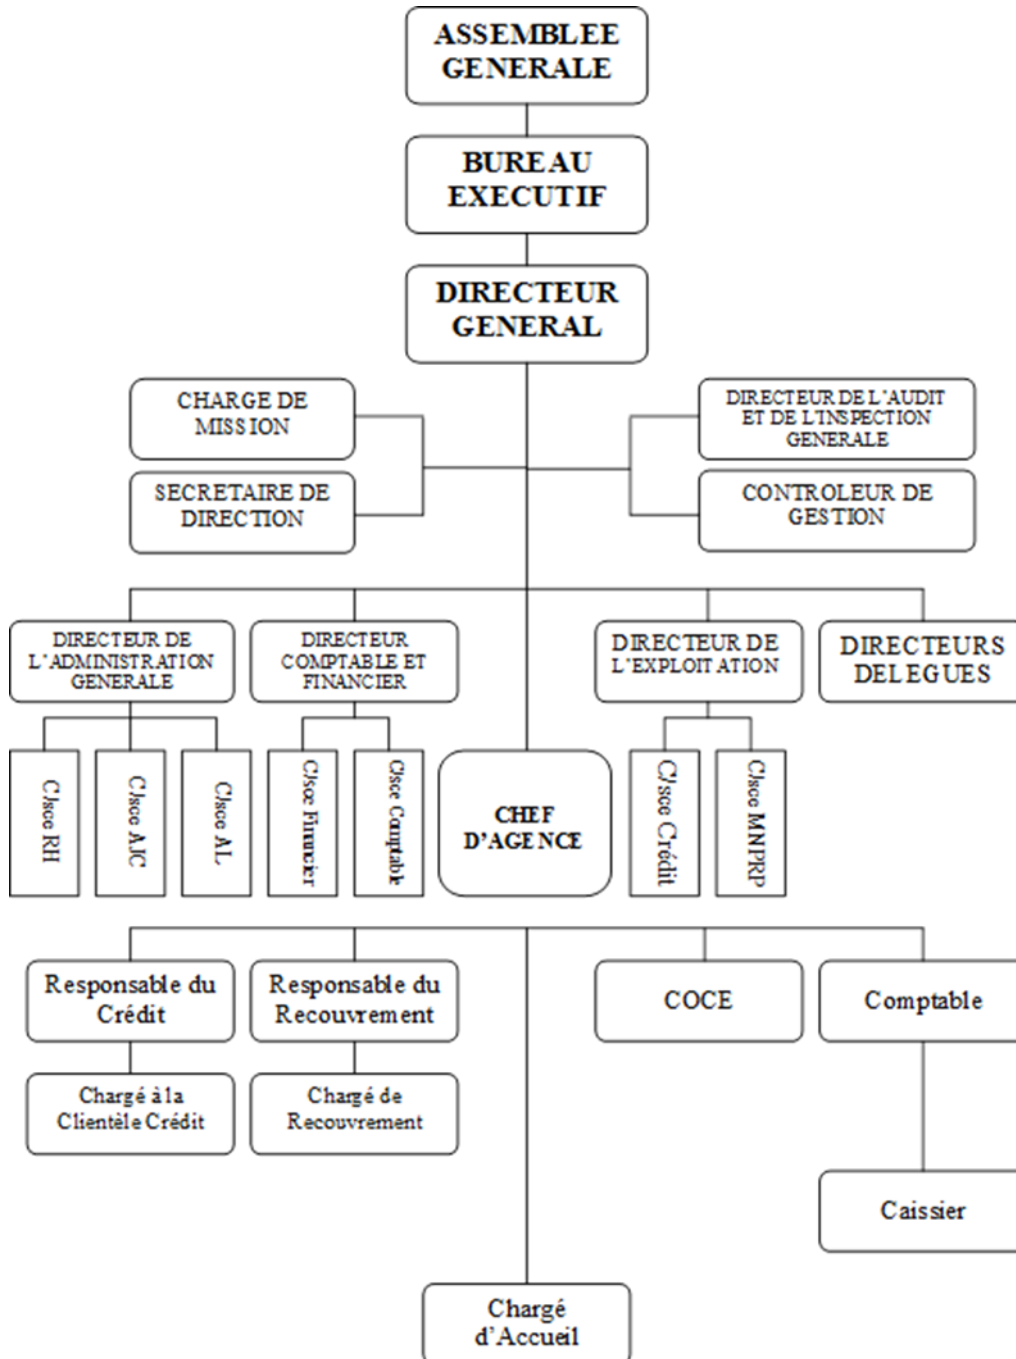 ASSEMBLEE
GENERALE
BUREAU
EXECUTIF
DIRECTEUR
GENERAL
CHARGE DE
MISSION
DIRECTEUR DE L'AUDIT
ET DE L'INSPECTION
GENERALE
SECRETAIRE DE
DIRECTION
CONTROLEUR DE
GESTION
DIRECTEUR DE
L'ADMINISTRATION
GENERALE
DIRECTEUR
COMPTABLE ET
FINANCIER
DIRECTEUR DE
L'EXPLOITATION
DIRECTEURS
DELEGUES
C/sce RH
C/sce AJC
C/sce AL
C/sce Financier
C/sce Comptable
CHEF
D'AGENCE
C/sce Crédit
C/sce MNPRP
Responsable du
Crédit
Responsable du
Recouvrement
COCE
Comptable
Chargé à la
Clientèle Crédit
Chargé de
Recouvrement
Caissier
Chargé
d'Accueil